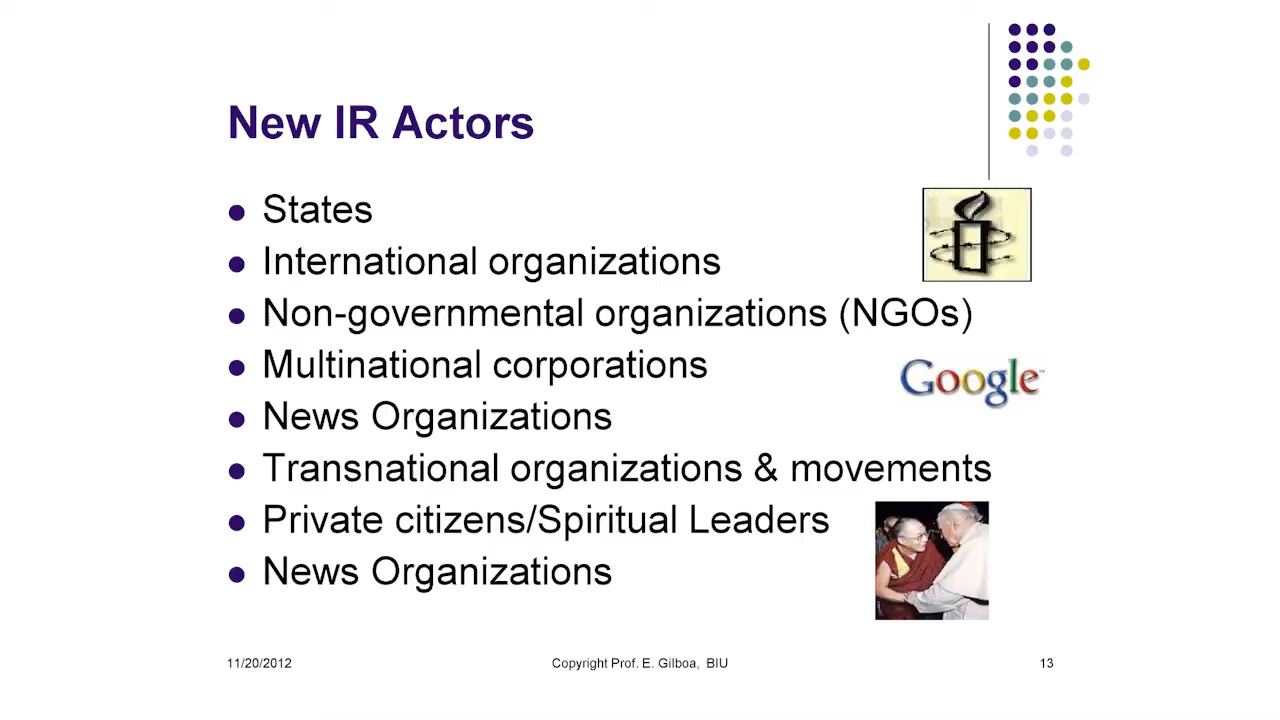 New IR Actors
States
International organizations
Non-governmental organizations (NGOs)
Multinational corporations
Google™
News Organizations
Transnational organizations & movements
Private citizens/Spiritual Leaders
News Organizations
11/20/2012
Copyright Prof. E. Gilboa, BIU
13